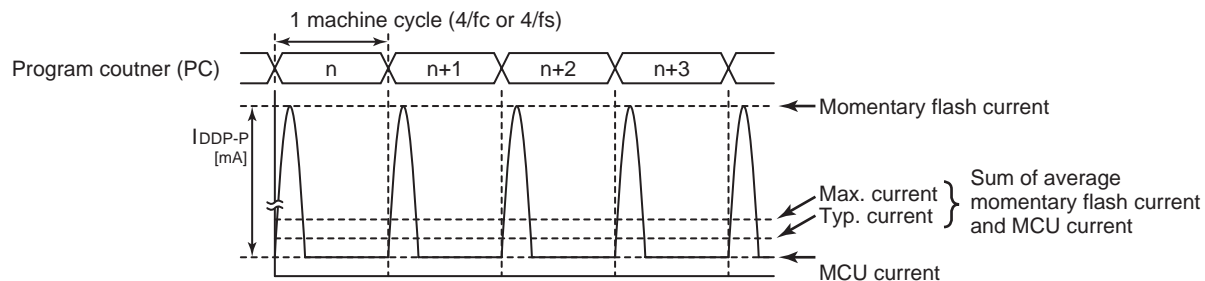 1 machine cycle (4/fc or 4/fs)
Program coutner (PC)
n
n+1
n+2
n+3
Momentary flash current
IDDP-P
[mA]
Max. current
Typ. current
Sum of average
momentary flash current
and MCU current
MCU current